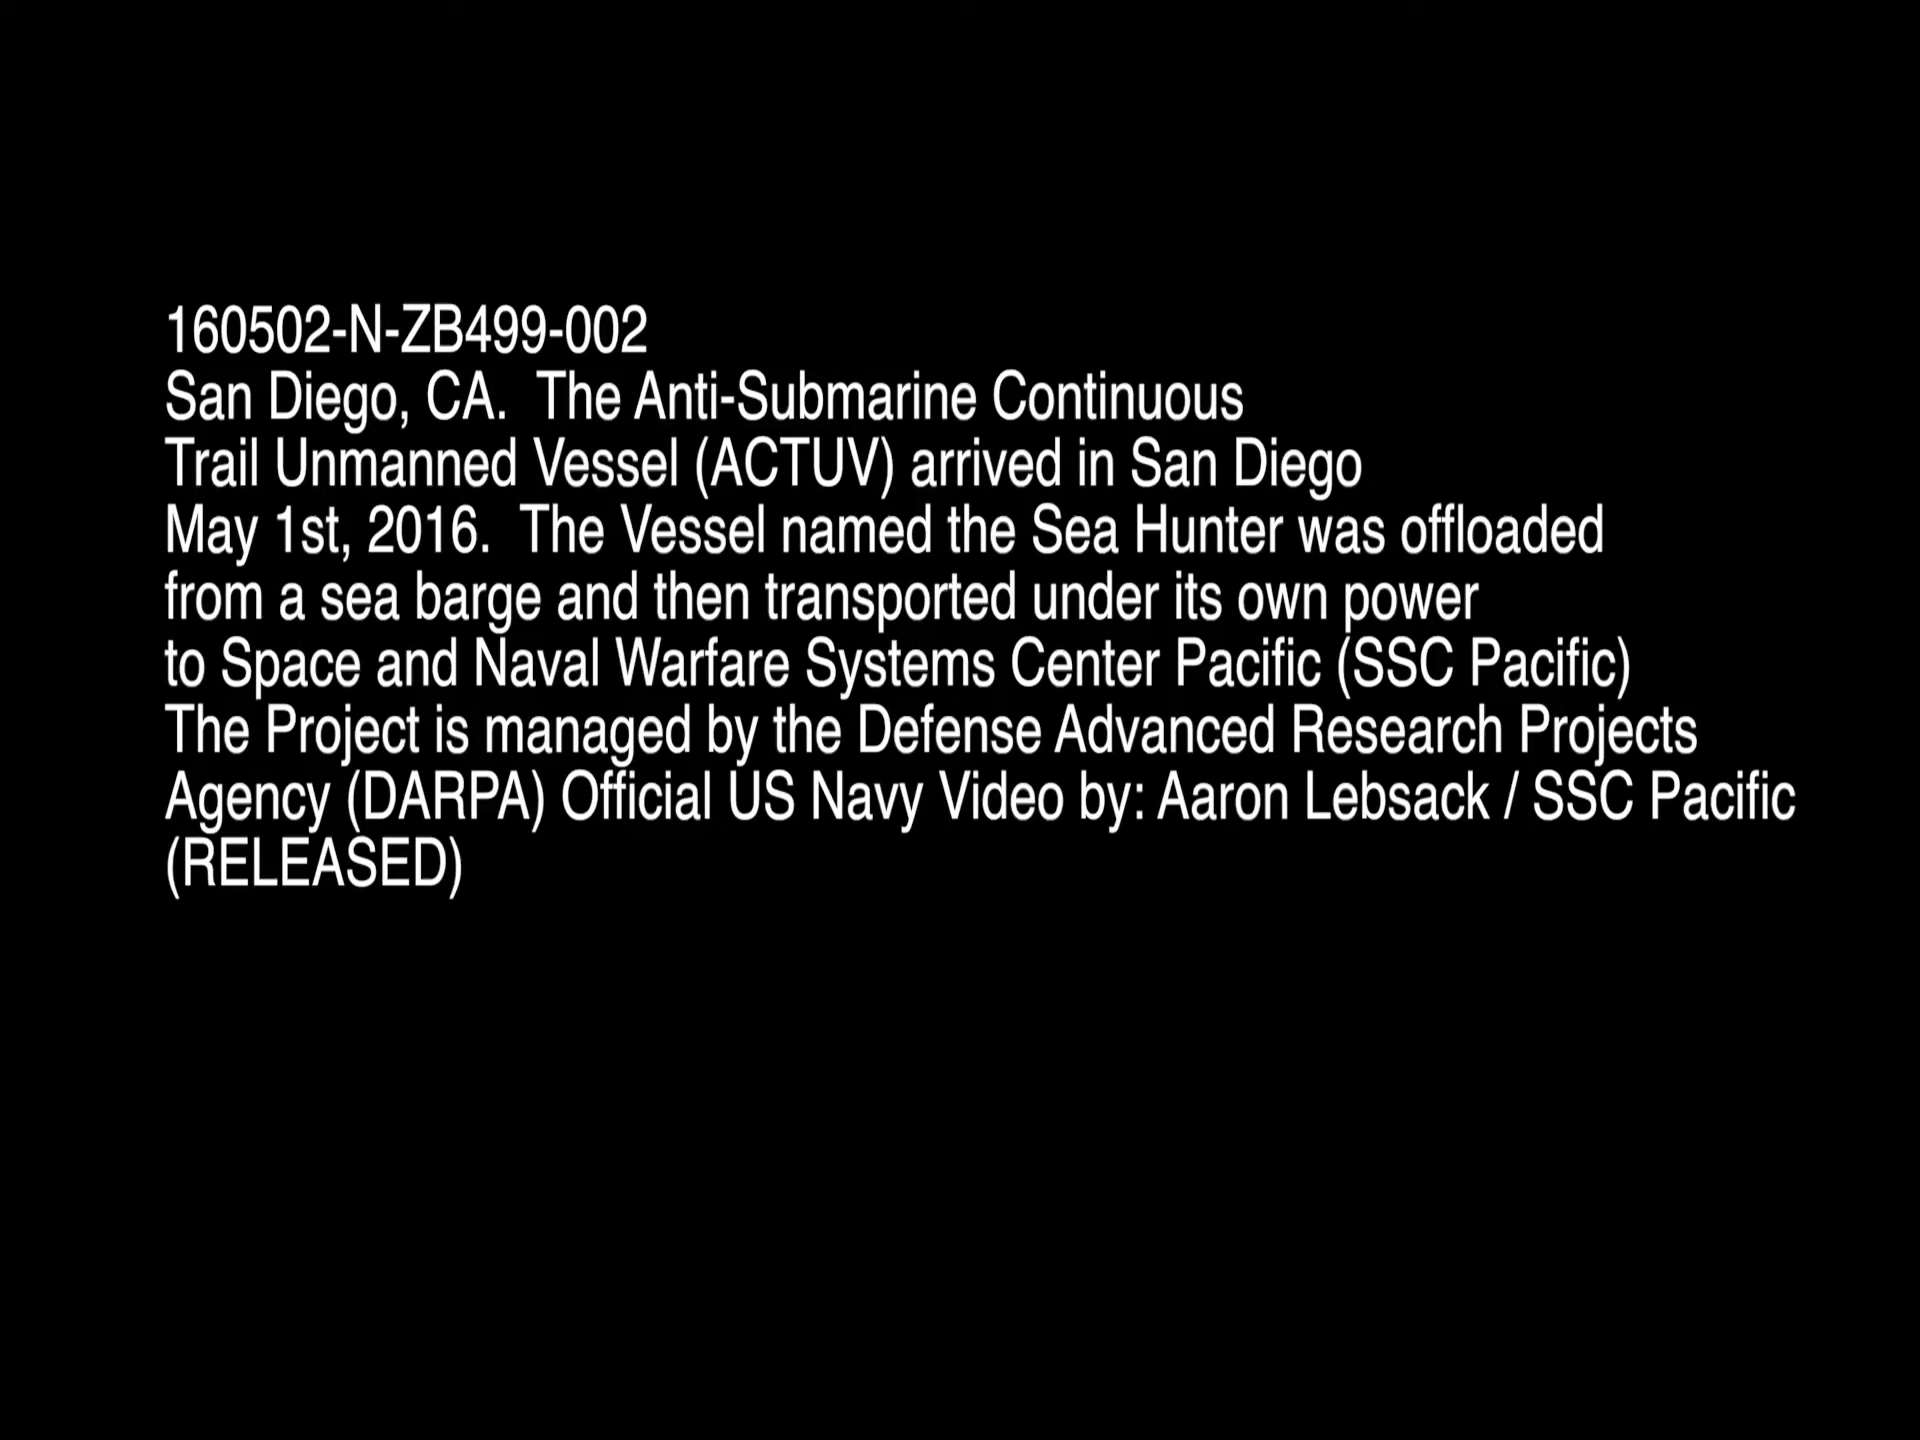 160502-N-ZB499-002
San Diego, CA.  The Anti-Submarine Continuous
Trail Unmanned Vessel (ACTUV) arrived in San Diego
May 1st, 2016.  The Vessel named the Sea Hunter was offloaded
from a sea barge and then transported under its own power
to Space and Naval Warfare Systems Center Pacific (SSC Pacific)
The Project is managed by the Defense Advanced Research Projects
Agency (DARPA) Official US Navy Video by: Aaron Lebsack / SSC Pacific
(RELEASED)